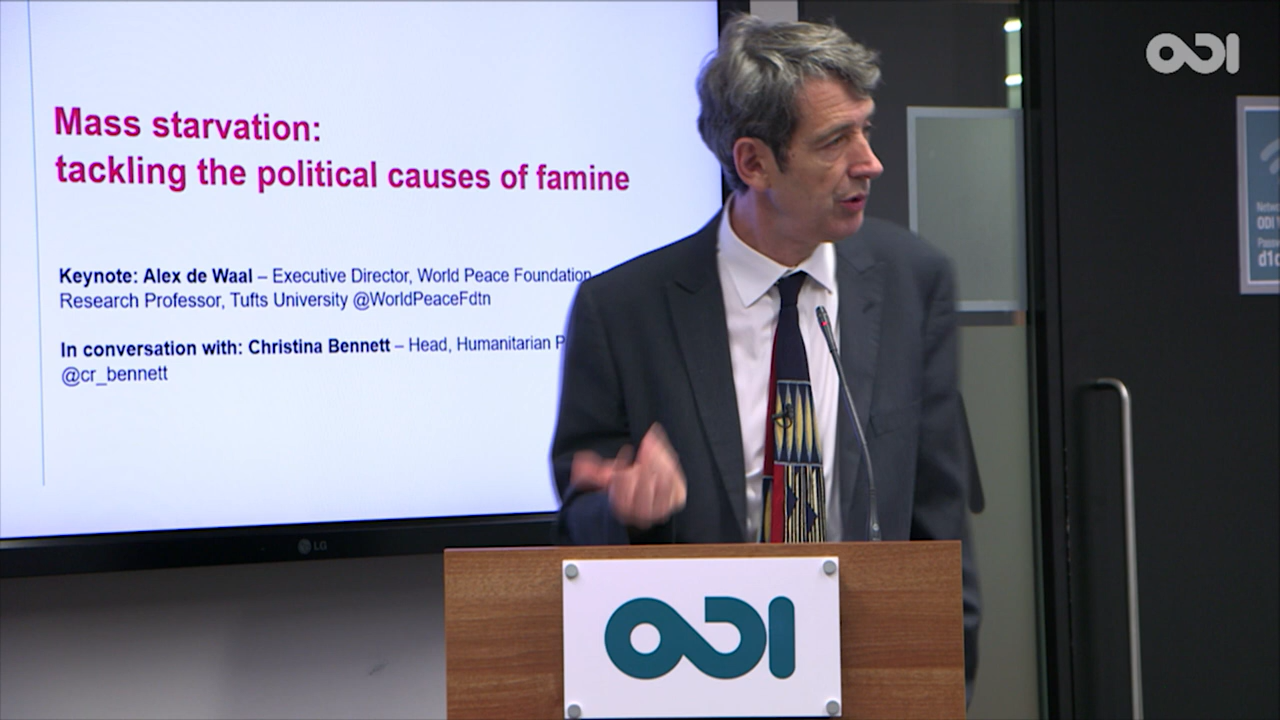 Mass starvation:
tackling the political causes of famine
Keynote: Alex de Waal – Executive Director, World Peace Foundation
Research Professor, Tufts University @WorldPeaceFdtn
In conversation with: Christina Bennett – Head, Humanitarian P
@cr_bennett
LG
ODI
ODI
ODI